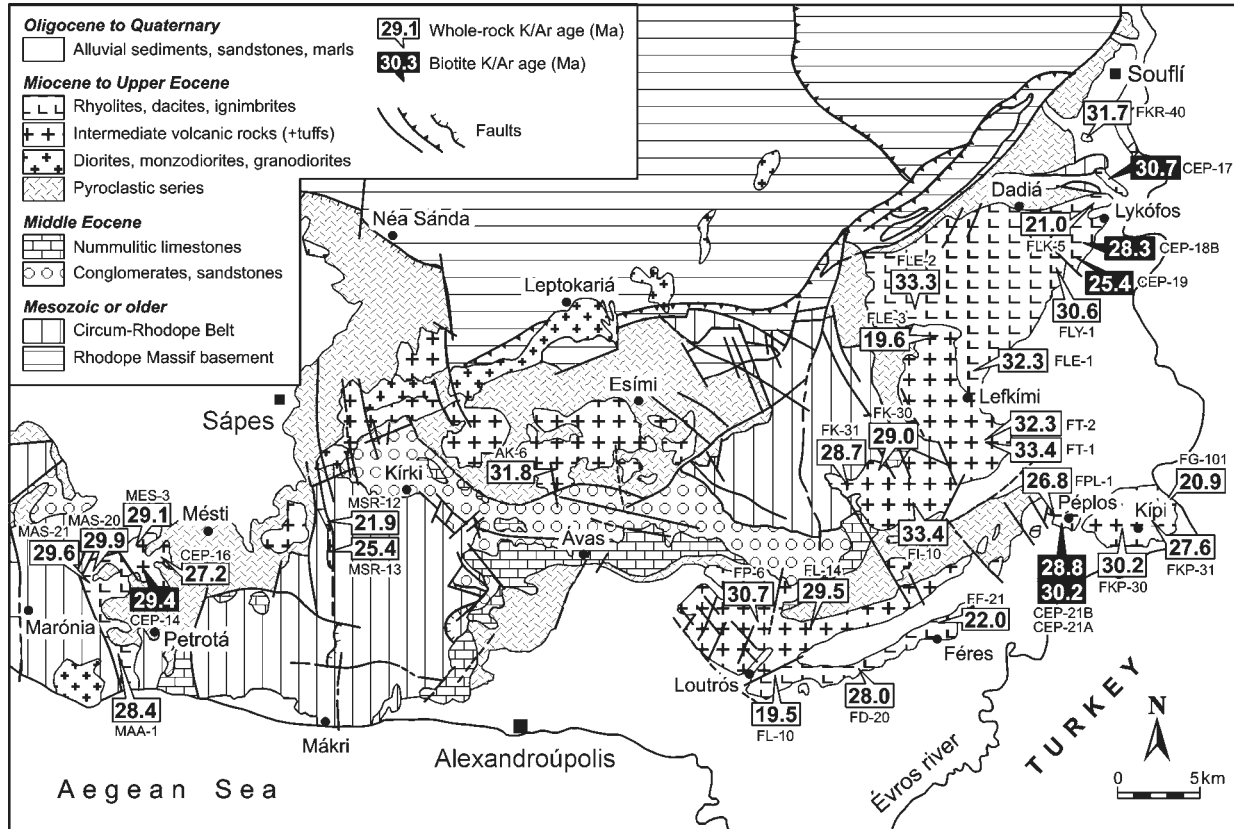 Oligocene to Quaternary
Alluvial sediments, sandstones, marls
Miocene to Upper Eocene
Rhyolites, dacites, ignimbrites
Intermediate volcanic rocks (+tuffs)
Diorites, monzodiorites, granodiorites
Pyroclastic series
Middle Eocene
Nummulitic limestones
Conglomerates, sandstones
Mesozoic or older
Circum-Rhodope Belt
Rhodope Massif basement
29.1 Whole-rock K/Ar age (Ma)
30.3 Biotite K/Ar age (Ma)
Faults
Souflí
31.7 FKR-40
30.7 CEP-17
Dadiá
Lykófos
21.0
FLK-5
28.3 CEP-18B
25.4 CEP-19
Néa Sánda
FLE-2
33.3
30.6
FLY-1
Leptokariá
FLE-3
19.6
32.3 FLE-1
Esími
Lefkími
Sápes
FK-30
29.0
FK-31
28.7
32.3 FT-2
33.4 FT-1
AK-6
31.8
Kírki
MSR-12
21.9
25.4
MSR-13
26.8 FPL-1
FG-101
20.9
Péplos
Kípi
MES-3
29.1
Mésti
MAS-20
29.9
MAS-21
29.6
CEP-16
27.2
Avas
33.4
FI-10
27.6
FKP-31
30.2
FKP-30
28.8
30.2
CEP-21B
CEP-21A
29.4
CEP-14
FP-6
30.7
FL-14
29.5
FF-21
22.0
Marónia
Petrotá
Féres
Loutrós
28.4
MAA-1
19.5
FL-10
28.0
FD-20
Mákri
Alexandroúpolis
Aegean Sea
Évros river
TURKEY
N
0 5km